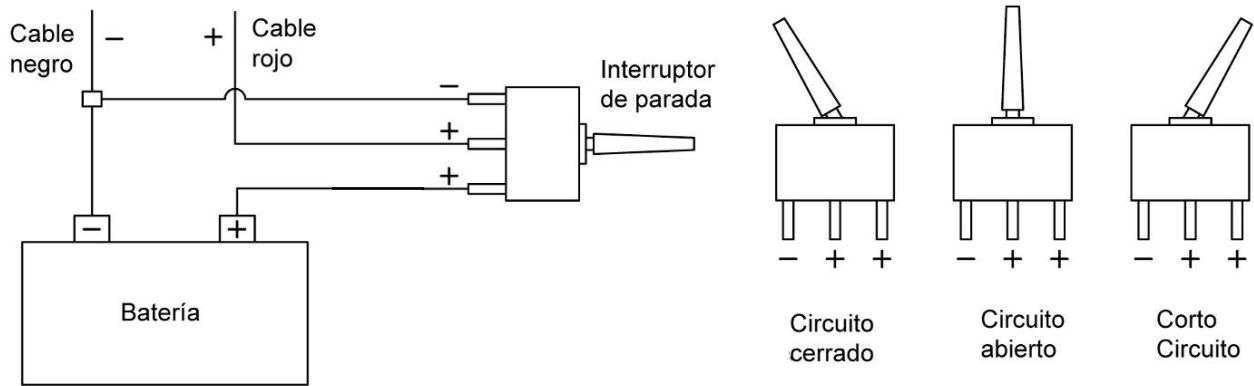 Cable
negro
−
+
Cable
rojo
Interruptor
de parada
−
+
+
−
+
Batería
− + +
− + +
− + +
Circuito
cerrado
Circuito
abierto
Corto
Circuito